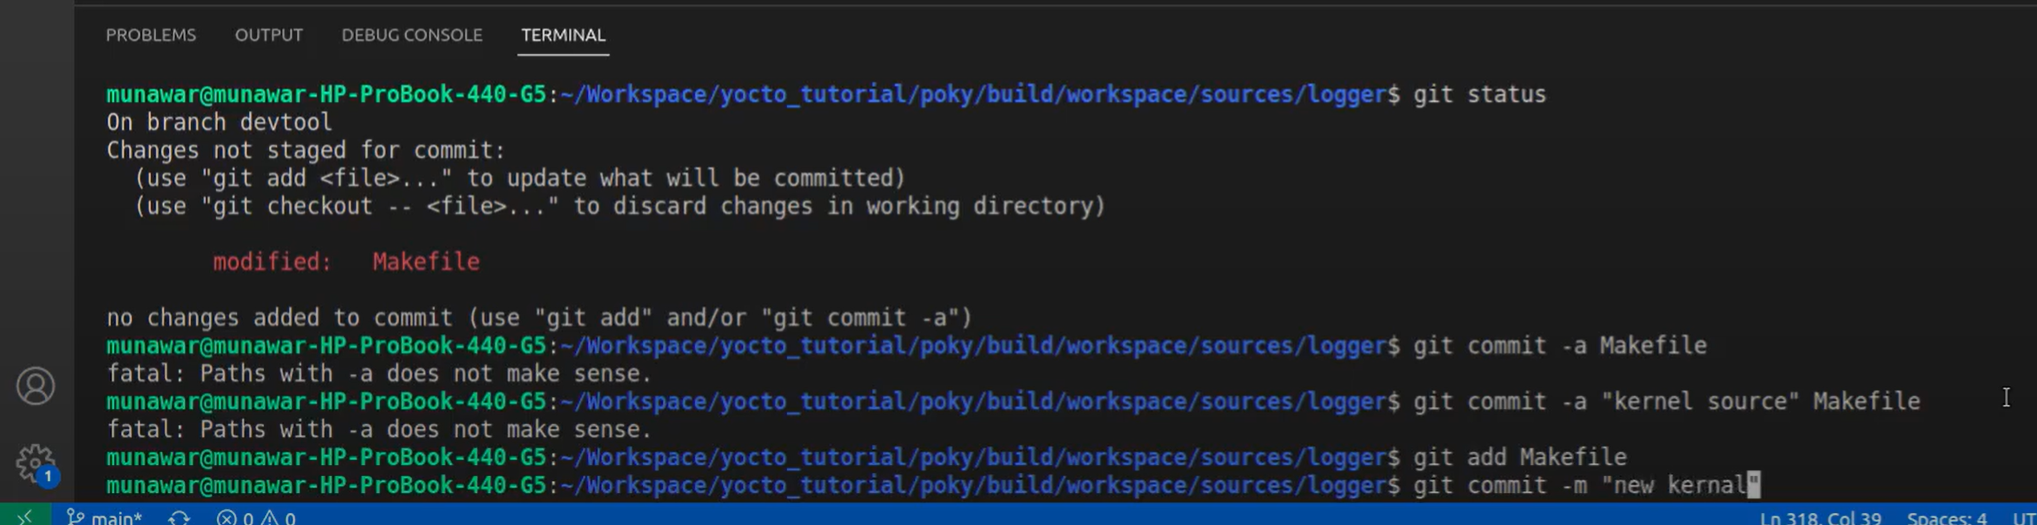 PROBLEMS OUTPUT DEBUG CONSOLE TERMINAL
munawar@munawar-HP-ProBook-440-G5:~/Workspace/yocto_tutorial/poky/build/workspace/sources/logger$ git status
On branch devtool
Changes not staged for commit:
(use "git add <file>..." to update what will be committed)
(use "git checkout -- <file>..." to discard changes in working directory)
modified: Makefile
no changes added to commit (use "git add" and/or "git commit -a")
munawar@munawar-HP-ProBook-440-G5:~/Workspace/yocto_tutorial/poky/build/workspace/sources/logger$ git commit -a Makefile
fatal: Paths with -a does not make sense.
munawar@munawar-HP-ProBook-440-G5:~/Workspace/yocto_tutorial/poky/build/workspace/sources/logger$ git commit -a "kernel source" Makefile
fatal: Paths with -a does not make sense.
munawar@munawar-HP-ProBook-440-G5:~/Workspace/yocto_tutorial/poky/build/workspace/sources/logger$ git add Makefile
munawar@munawar-HP-ProBook-440-G5:~/Workspace/yocto_tutorial/poky/build/workspace/sources/logger$ git commit -m "new kernal"
1
main* 0 0 Ln 318, Col 39 Spaces: 4 UT